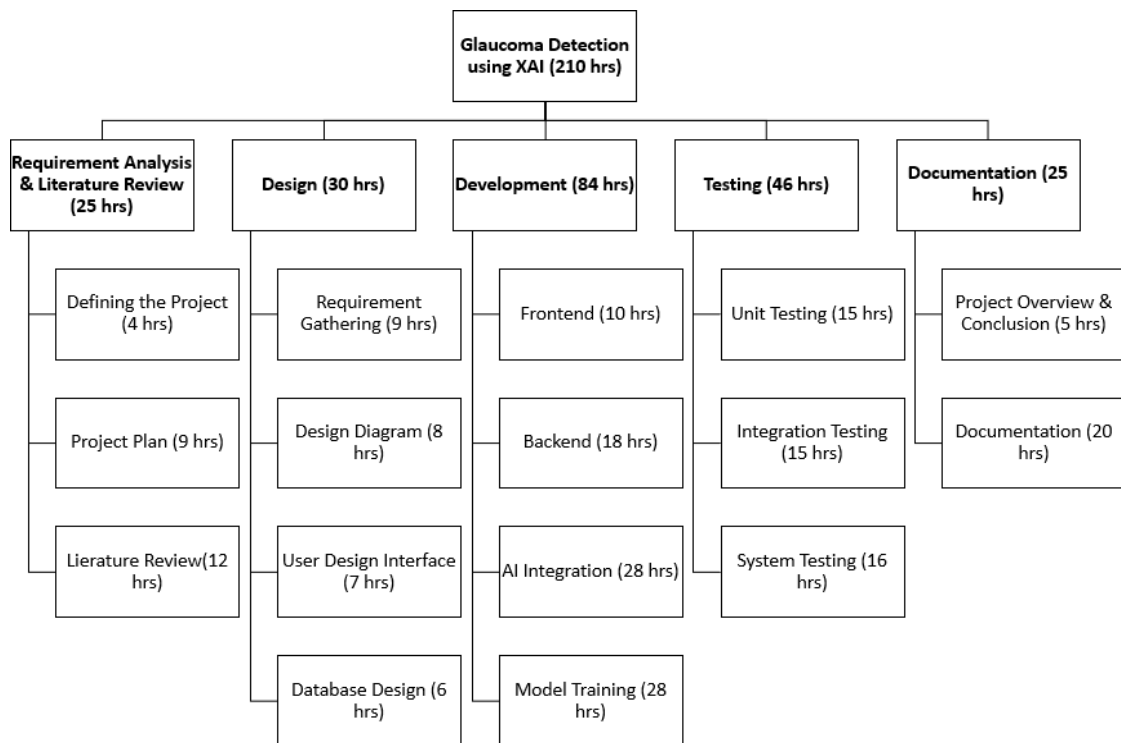 Glaucoma Detection
using XAI (210 hrs)
Requirement Analysis
& Literature Review
(25 hrs)
Design (30 hrs)
Development (84 hrs)
Testing (46 hrs)
Documentation (25
hrs)
Defining the Project
(4 hrs)
Project Plan (9 hrs)
Lierature Review(12
hrs)
Requirement
Gathering (9 hrs)
Design Diagram (8
hrs)
User Design Interface
(7 hrs)
Database Design (6
hrs)
Frontend (10 hrs)
Backend (18 hrs)
AI Integration (28 hrs)
Model Training (28
hrs)
Unit Testing (15 hrs)
Integration Testing
(15 hrs)
System Testing (16
hrs)
Project Overview &
Conclusion (5 hrs)
Documentation (20
hrs)